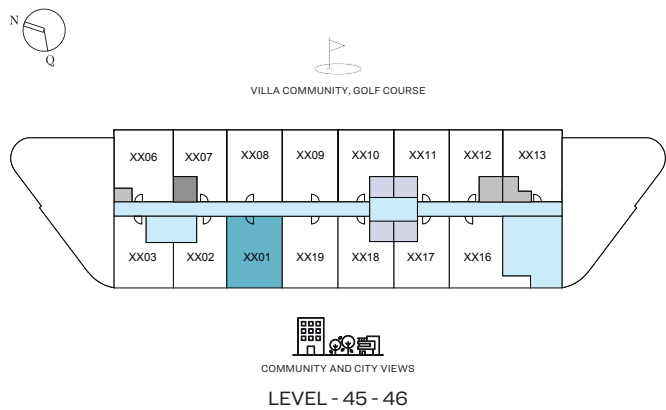 N
Q
VILLA COMMUNITY, GOLF COURSE
XX06 XX07 XX08 XX09 XX10 XX11 XX12 XX13
XX03 XX02 XX01 XX19 XX18 XX17 XX16
COMMUNITY AND CITY VIEWS
LEVEL - 45 - 46